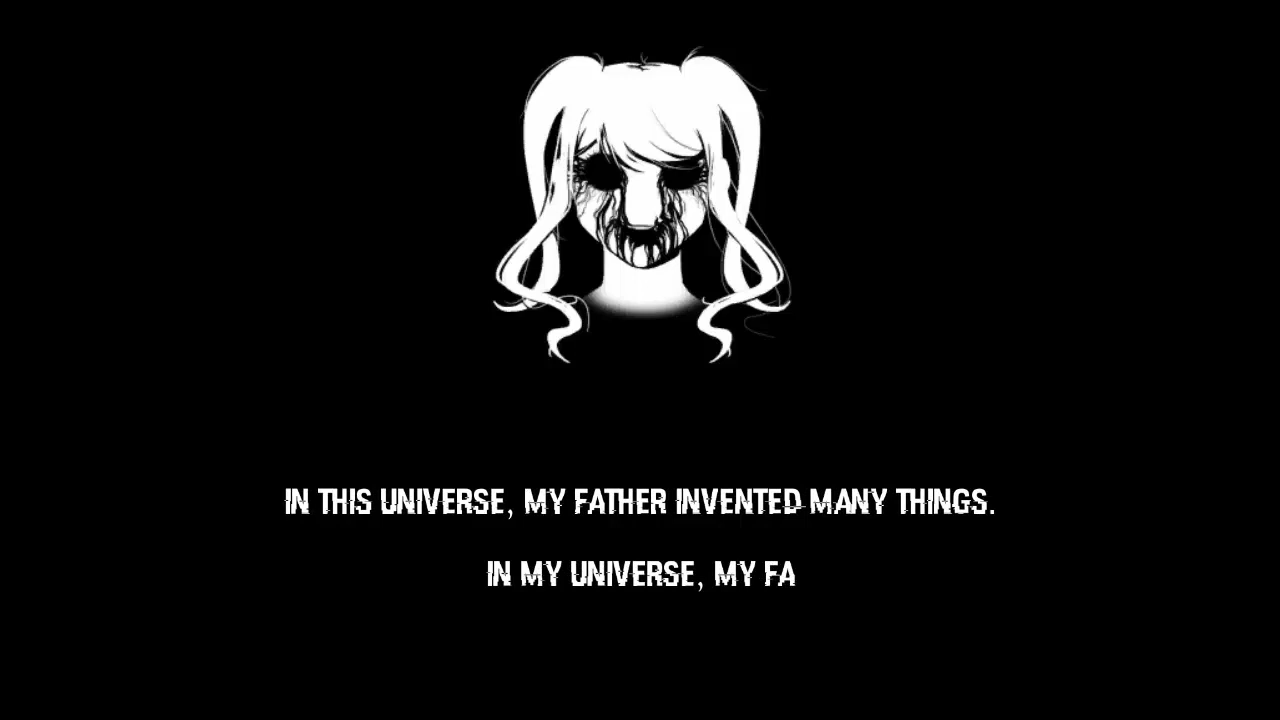 IN THIS UNIVERSE, MY FATHER INVENTED MANY THINGS.
IN MY UNIVERSE, MY FA